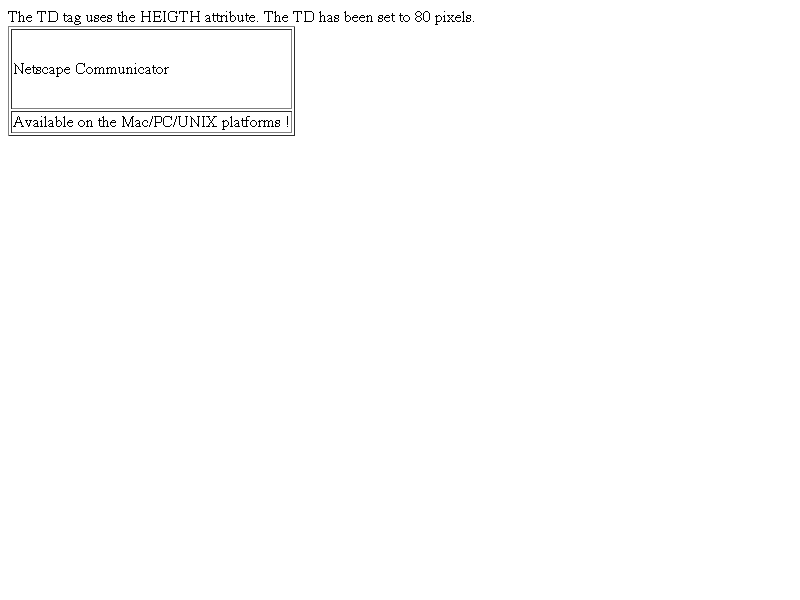 The TD tag uses the HEIGTH attribute. The TD has been set to 80 pixels.
Netscape Communicator
Available on the Mac/PC/UNIX platforms !